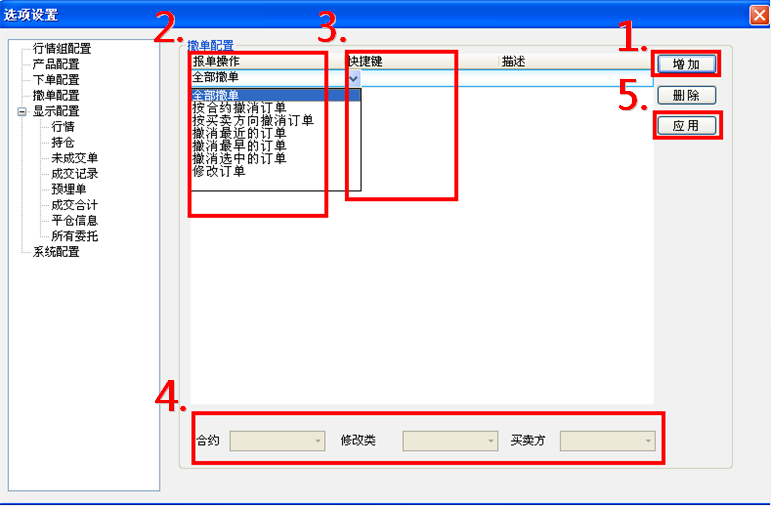 选项设置
行情组配置
产品配置
下单配置
撤单配置
显示配置
行情
持仓
未成交单
成交记录
预埋单
成交合计
平仓信息
所有委托
系统配置
2.
3.
1.
撤单配置
报单操作 快捷键 描述
全部撤单
全部撤单
按合约撤消订单
按买卖方向撤消订单
撤消最近的订单
撤消最早的订单
撤消选中的订单
修改订单
增加
5.
删除
应用
4.
合约 修改类 买卖方